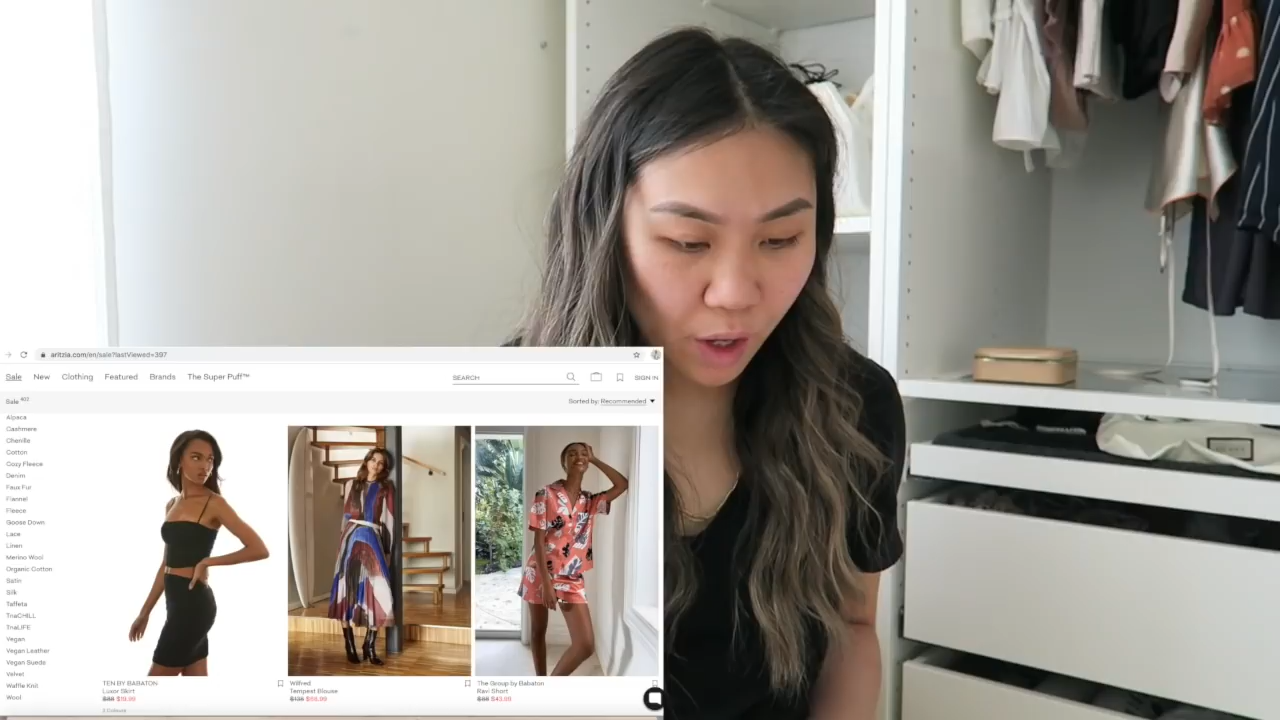 aritzia.com/en/sale?lastViewed=397
Sale New Clothing Featured Brands The Super Puff™ SEARCH SIGN IN
Sale 403 Sorted by: Recommended
Alpaca
Cashmere
Chenille
Cotton
Cozy Fleece
Denim
Faux Fur
Flannel
Fleece
Goose Down
Lace
Linen
Merino Wool
Organic Cotton
Satin
Silk
Taffeta
TnaCHILL
TnaLIFE
Vegan
Vegan Leather
Vegan Suede
Velvet
Waffle Knit
Wool
TEN BY BABATON
Luxor Skirt
2 Colours
Wilfred
Tempest Blouse
The Group by Babaton
Ravi Short